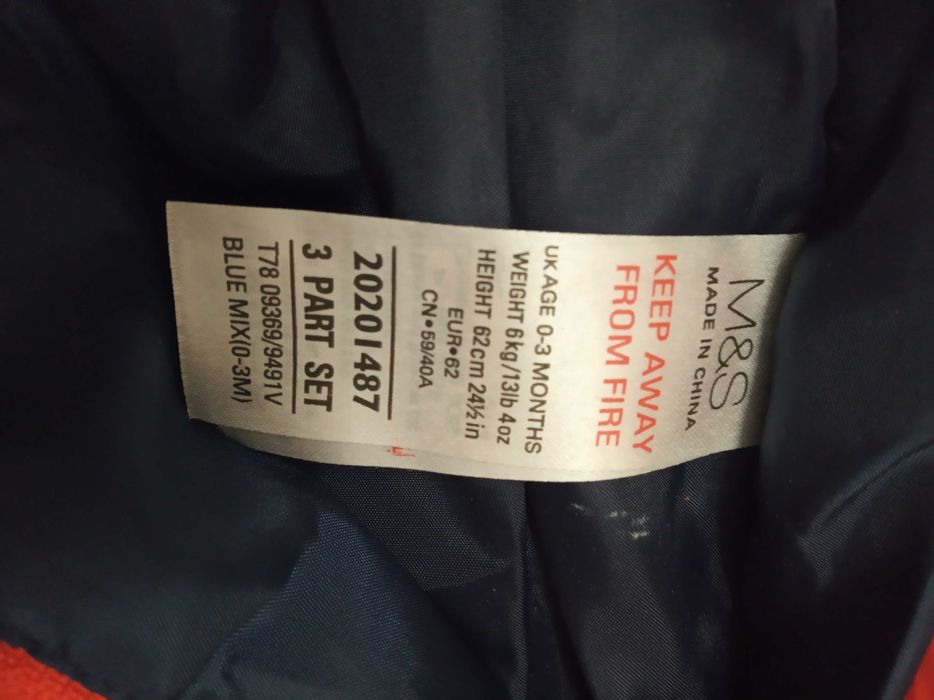 M&S
MADE IN CHINA
KEEP AWAY
FROM FIRE
UK AGE 0-3 MONTHS
WEIGHT 6kg/13lb 4oz
HEIGHT 62cm 24½in
EUR•62
CN•59/40A
20201487
3 PART SET
T78 09369/9491V
BLUE MIX(0-3M)